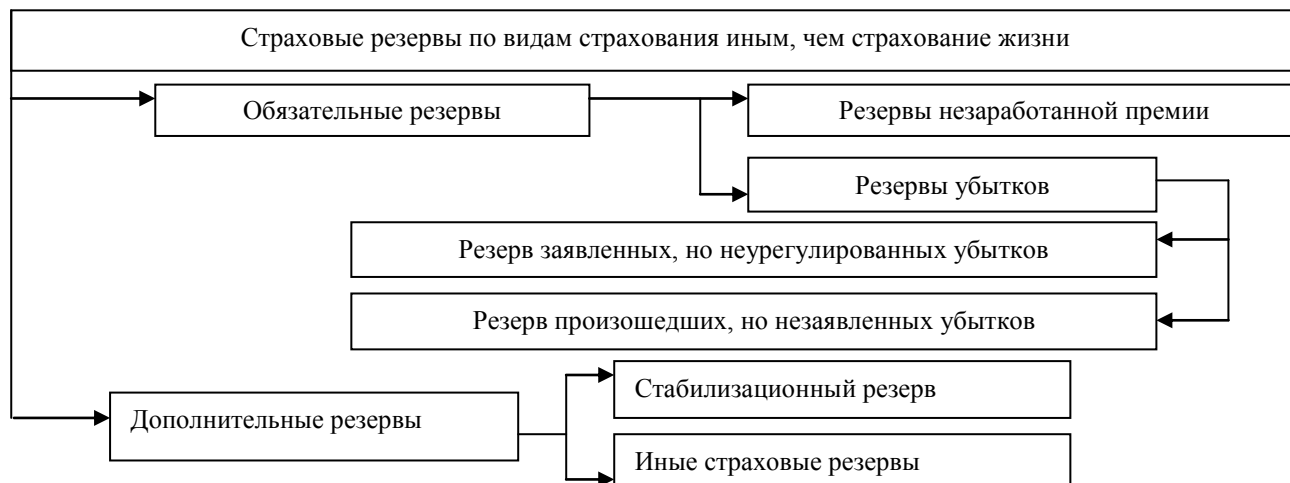 Страховые резервы по видам страхования иным, чем страхование жизни
Обязательные резервы
Резервы незаработанной премии
Резервы убытков
Резерв заявленных, но неурегулированных убытков
Резерв произошедших, но незаявленных убытков
Стабилизационный резерв
Дополнительные резервы
Иные страховые резервы